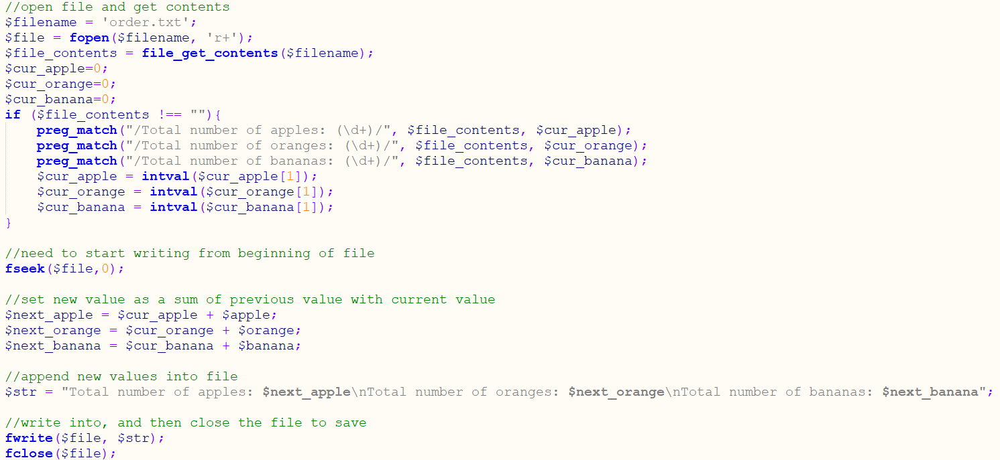 //open file and get contents
$filename = 'order.txt';
$file = fopen($filename, 'r+');
$file_contents = file_get_contents($filename);
$cur_apple=0;
$cur_orange=0;
$cur_banana=0;
if ($file_contents !== ""){
    preg_match("/Total number of apples: (\d+)/", $file_contents, $cur_apple);
    preg_match("/Total number of oranges: (\d+)/", $file_contents, $cur_orange);
    preg_match("/Total number of bananas: (\d+)/", $file_contents, $cur_banana);
    $cur_apple = intval($cur_apple[1]);
    $cur_orange = intval($cur_orange[1]);
    $cur_banana = intval($cur_banana[1]);
}

//need to start writing from beginning of file
fseek($file,0);

//set new value as a sum of previous value with current value
$next_apple = $cur_apple + $apple;
$next_orange = $cur_orange + $orange;
$next_banana = $cur_banana + $banana;

//append new values into file
$str = "Total number of apples: $next_apple\nTotal number of oranges: $next_orange\nTotal number of bananas: $next_banana";

//write into, and then close the file to save
fwrite($file, $str);
fclose($file);